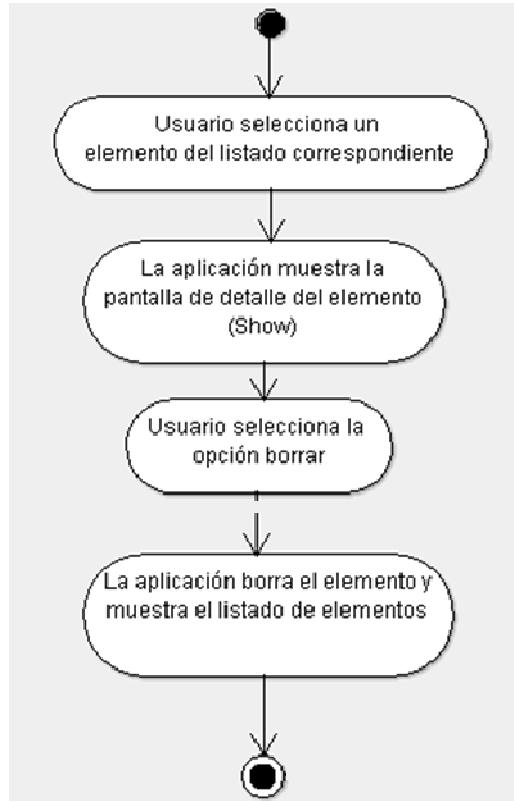 Usuario selecciona un
elemento del listado correspondiente
La aplicación muestra la
pantalla de detalle del elemento
(Show)
Usuario selecciona la
opción borrar
La aplicación borra el elemento y
muestra el listado de elementos